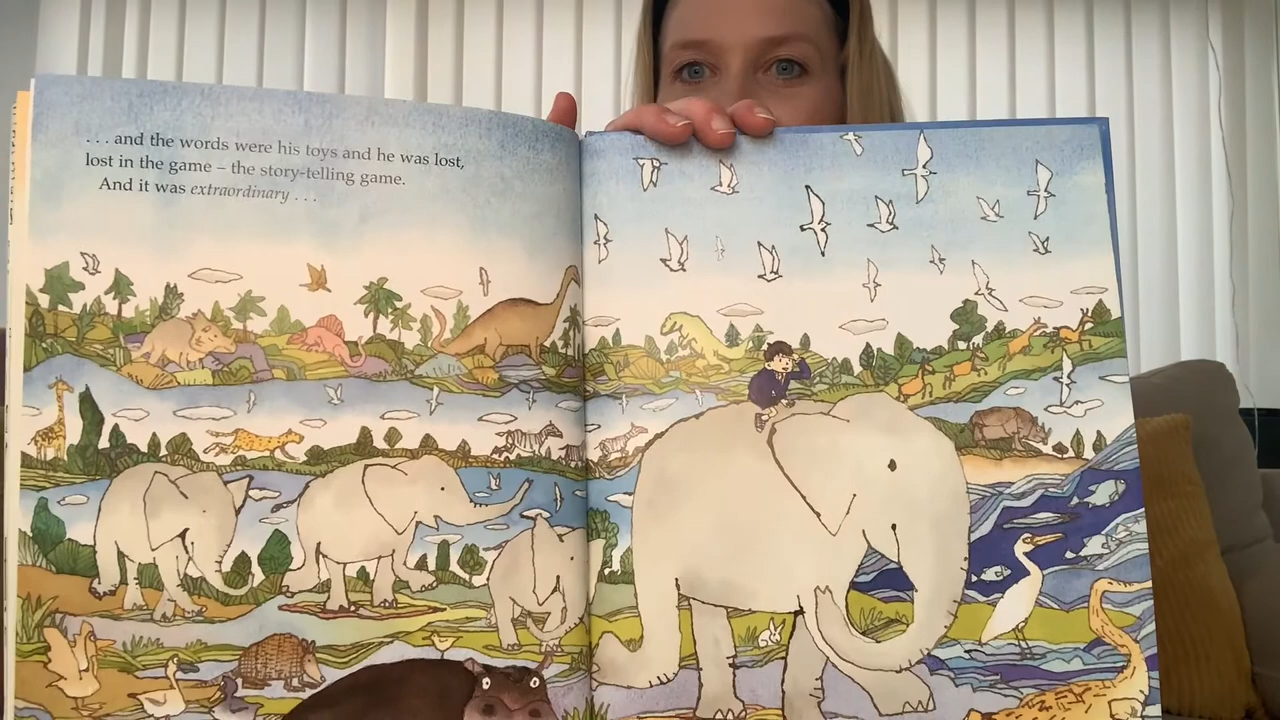 . . . and the words were his toys and he was lost,
lost in the game – the story-telling game.
And it was extraordinary . . .